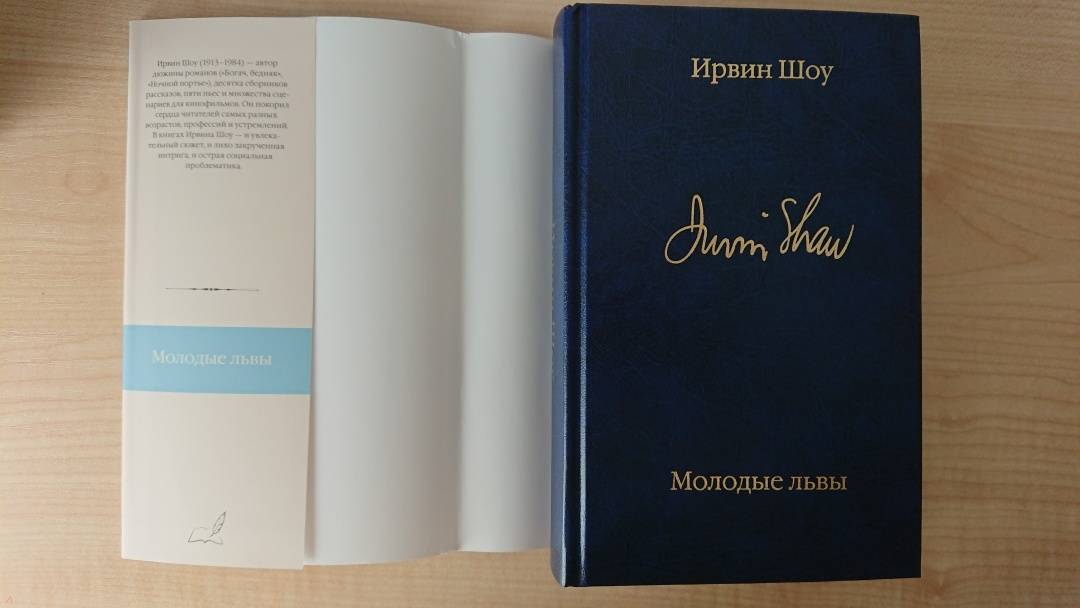 Ирвин Шоу (1913–1984) — автор
дюжины романов («Богач, бедняк»,
«Ночной портье»), десятка сборников
рассказов, пяти пьес и множества сце-
нариев для кинофильмов. Он покорил
сердца читателей самых разных
возрастов, профессий и устремлений.
В книгах Ирвина Шоу — и увлека-
тельный сюжет, и лихо закрученная
интрига, и острая социальная
проблематика.
Молодые львы
Ирвин Шоу
Irwin Shaw
Молодые львы